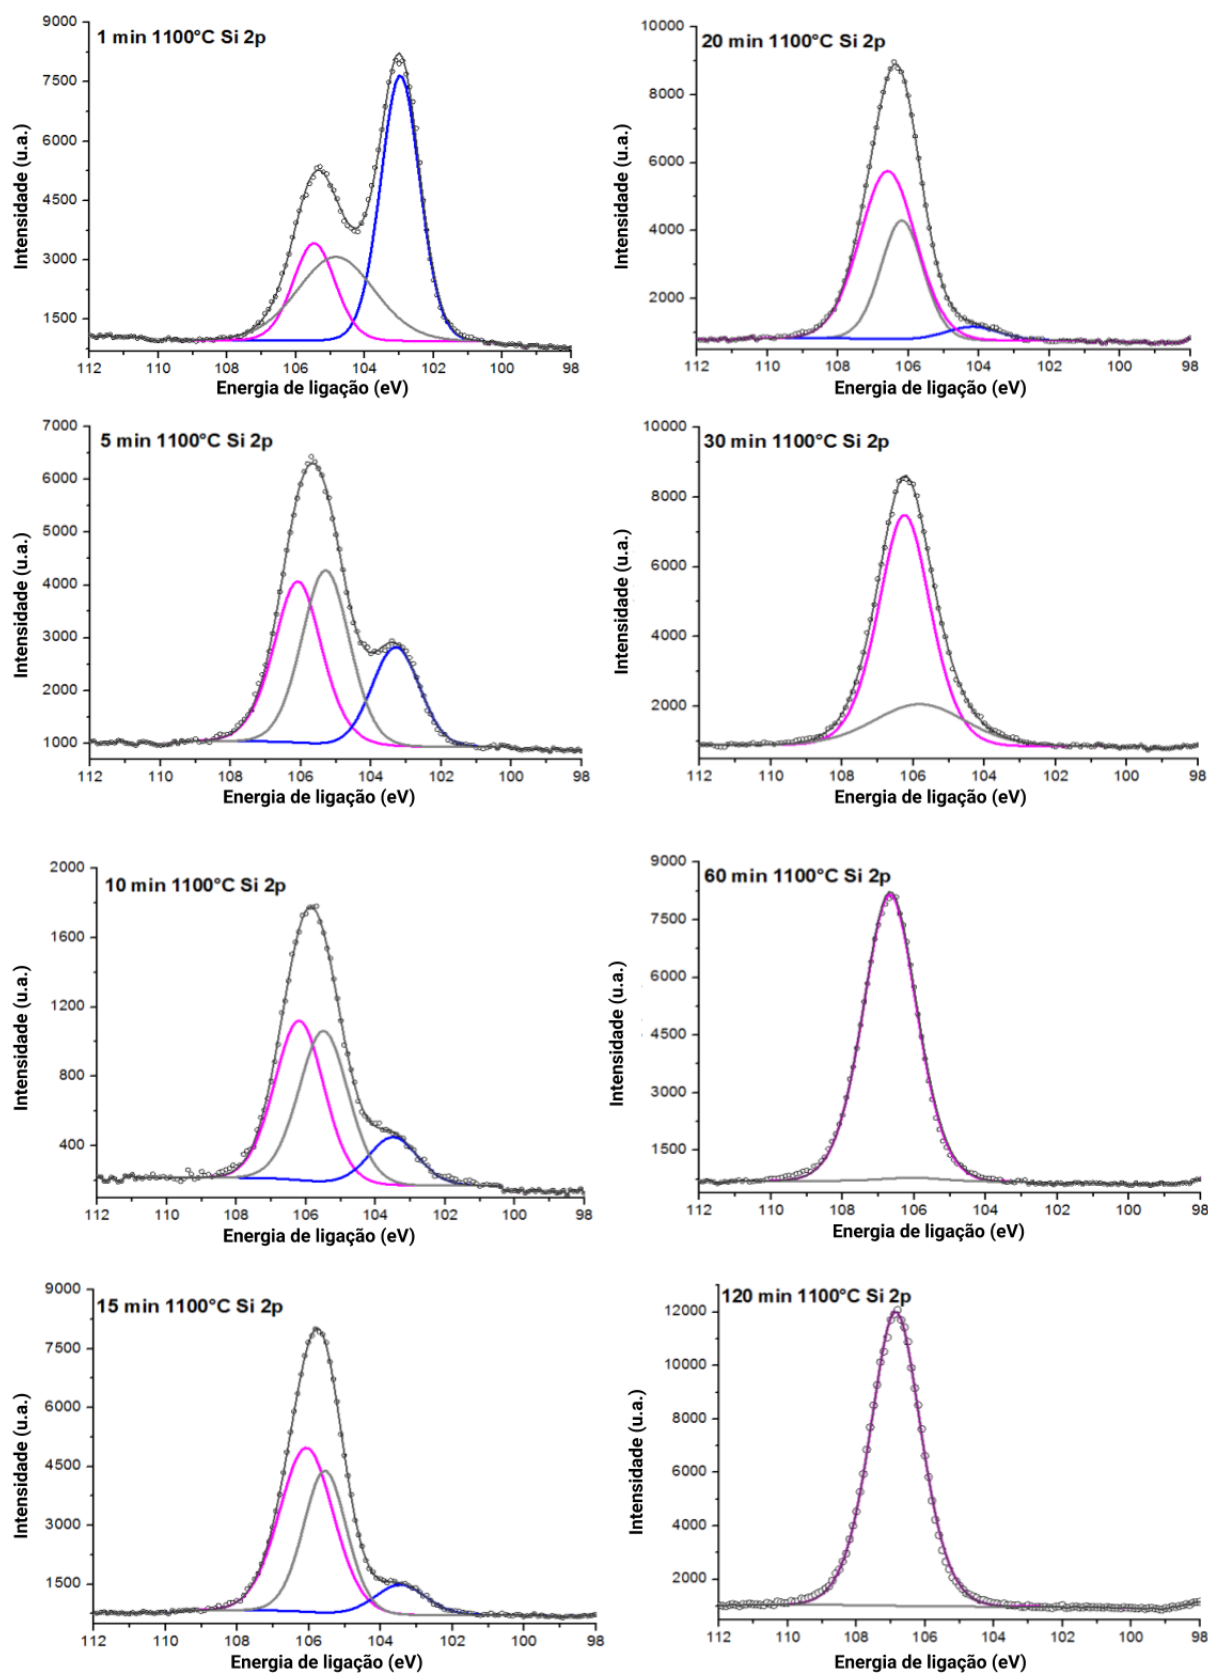 1 min 1100°C Si 2p
Intensidade (u.a.)
9000
7500
6000
4500
3000
1500
112 110 108 106 104 102 100 98
Energia de ligação (eV)
20 min 1100°C Si 2p
Intensidade (u.a.)
10000
8000
6000
4000
2000
112 110 108 106 104 102 100 98
Energia de ligação (eV)
5 min 1100°C Si 2p
Intensidade (u.a.)
7000
6000
5000
4000
3000
2000
1000
112 110 108 106 104 102 100 98
Energia de ligação (eV)
30 min 1100°C Si 2p
Intensidade (u.a.)
10000
8000
6000
4000
2000
112 110 108 106 104 102 100 98
Energia de ligação (eV)
10 min 1100°C Si 2p
Intensidade (u.a.)
2000
1600
1200
800
400
112 110 108 106 104 102 100 98
Energia de ligação (eV)
60 min 1100°C Si 2p
Intensidade (u.a.)
9000
7500
6000
4500
3000
1500
112 110 108 106 104 102 100 98
Energia de ligação (eV)
15 min 1100°C Si 2p
Intensidade (u.a.)
9000
7500
6000
4500
3000
1500
112 110 108 106 104 102 100 98
Energia de ligação (eV)
120 min 1100°C Si 2p
Intensidade (u.a.)
12000
10000
8000
6000
4000
2000
112 110 108 106 104 102 100 98
Energia de ligação (eV)